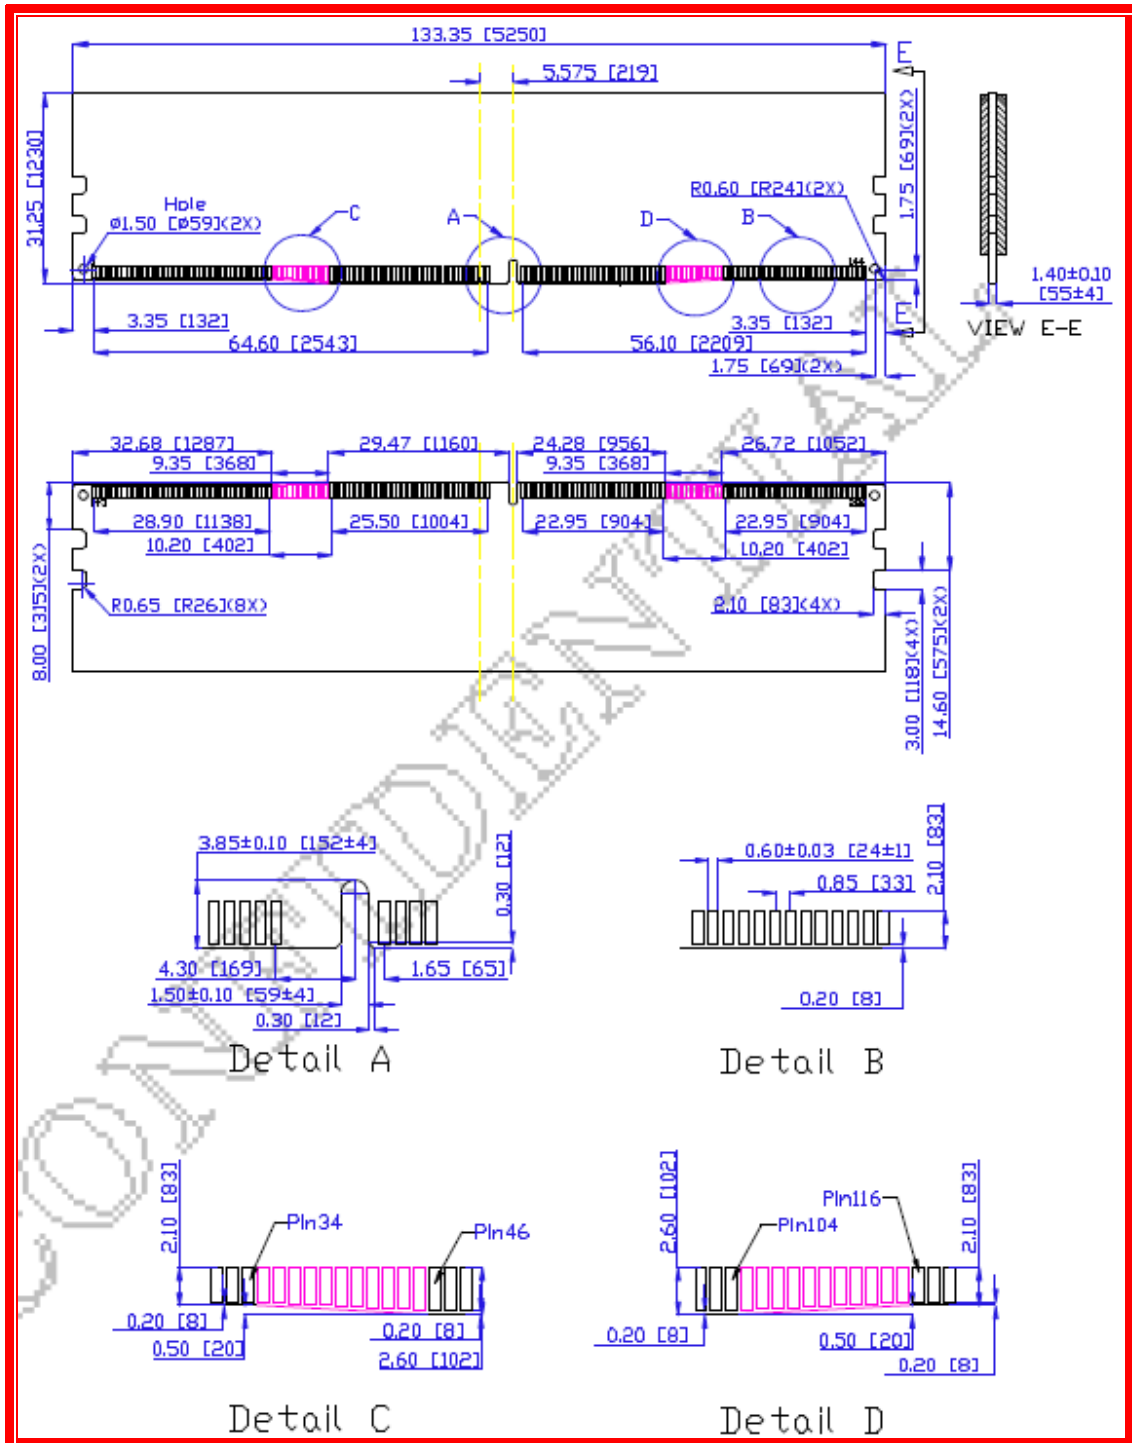 133.35 [5250]
5.575 [219]
E
31.25 [1230]
1.75 [69](2X)
R0.60 [R24](2X)
Hole
ø1.50 [ø59](2X)
C
A
D
B
144
1.40±0.10
[55±4]
3.35 [132]
3.35 [132]
E
VIEW E-E
64.60 [2543]
56.10 [2209]
1.75 [69](2X)
32.68 [1287]
29.47 [1160]
24.28 [956]
26.72 [1052]
9.35 [368]
9.35 [368]
28.90 [1138]
25.50 [1004]
22.95 [904]
22.95 [904]
10.20 [402]
10.20 [402]
R0.65 [R26](8X)
2.10 [83](4X)
8.00 [315](2X)
3.00 [118](4X)
14.60 [575](2X)
CONFIDENTIAL
3.85±0.10 [152±4]
0.30 [12]
0.60±0.03 [24±1]
2.10 [83]
0.85 [33]
4.30 [169]
1.65 [65]
1.50±0.10 [59±4]
0.20 [8]
0.30 [12]
Detail A
Detail B
2.10 [83]
PIn34
PIn46
2.60 [102]
PIn116
PIn104
2.10 [83]
0.20 [8]
0.20 [8]
0.50 [20]
2.60 [102]
0.20 [8]
0.50 [20]
0.20 [8]
Detail C
Detail D